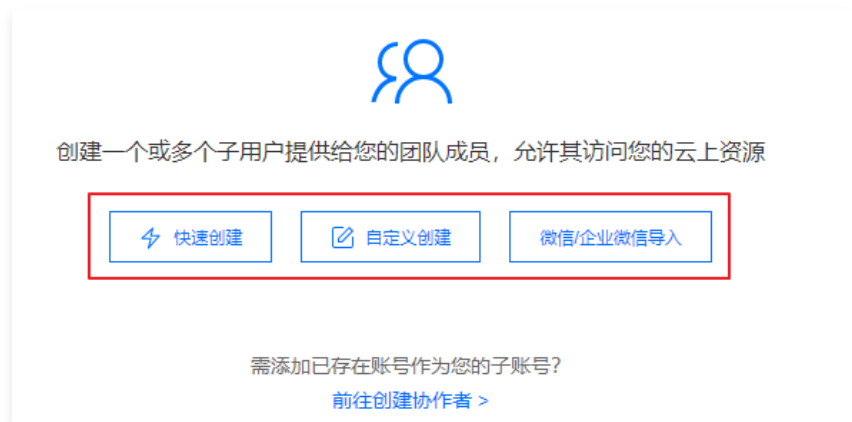 创建一个或多个子用户提供给您的团队成员，允许其访问您的云上资源
快速创建 自定义创建 微信/企业微信导入
需添加已存在账号作为您的子账号？
前往创建协作者 >